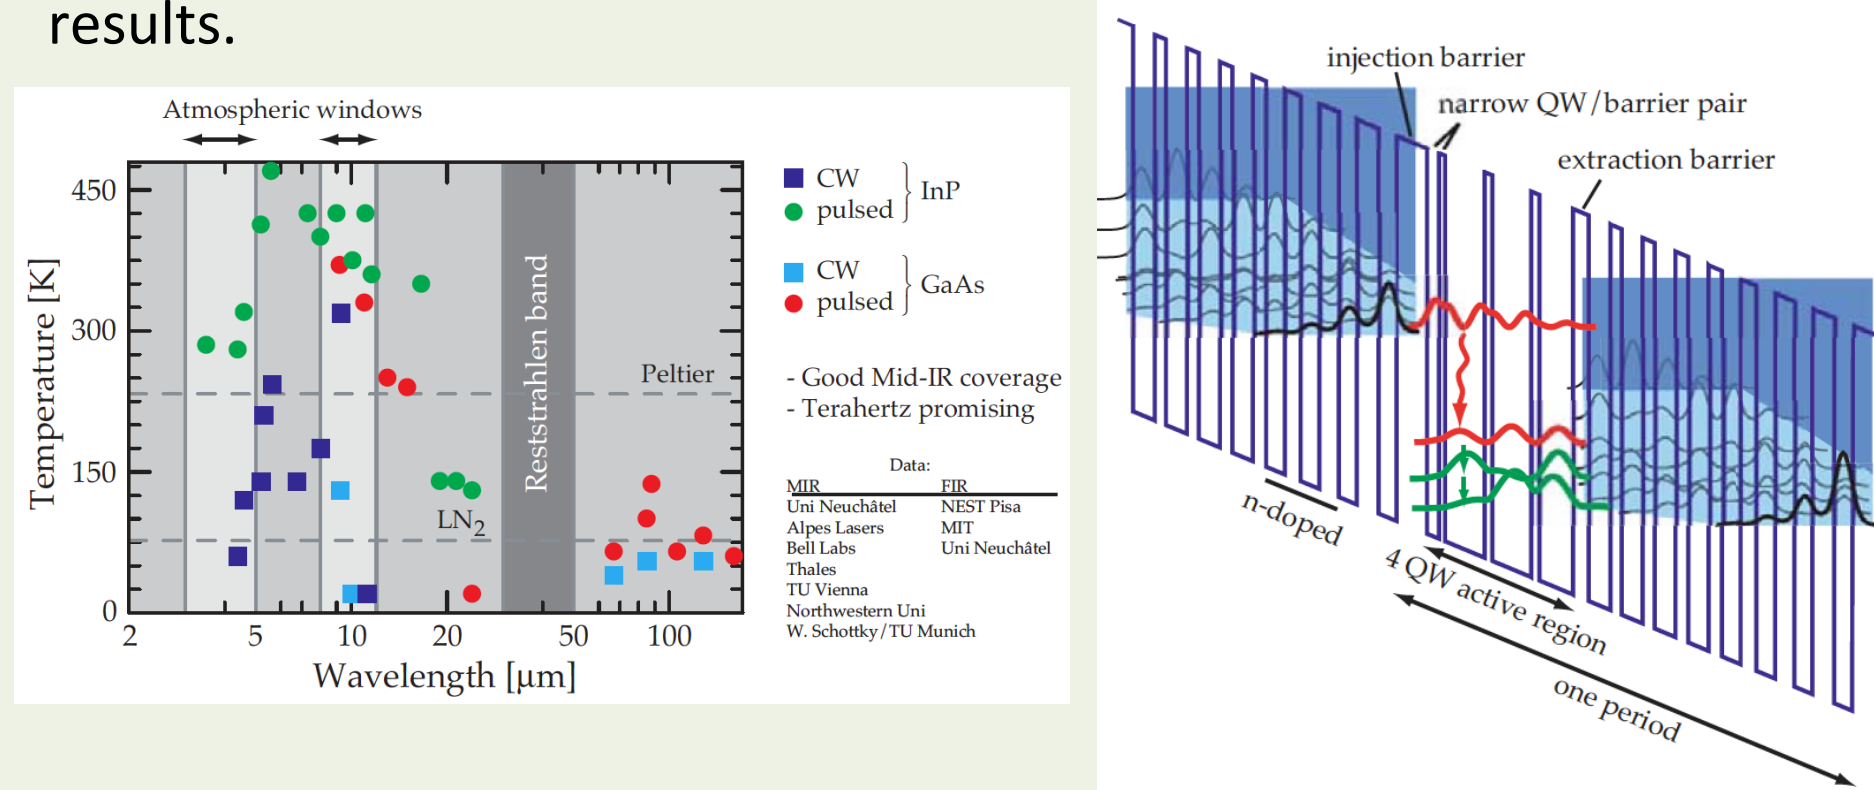 results.
Atmospheric windows
450
300
150
0
Temperature [K]
2 5 10 20 50 100
Wavelength [µm]
Reststrahlen band
Peltier
LN2
CW
pulsed
InP
CW
pulsed
GaAs
- Good Mid-IR coverage
- Terahertz promising
Data:
MIR FIR
Uni Neuchâtel NEST Pisa
Alpes Lasers MIT
Bell Labs Uni Neuchâtel
Thales
TU Vienna
Northwestern Uni
W. Schottky/TU Munich
injection barrier
narrow QW/barrier pair
extraction barrier
n-doped
4 QW active region
one period